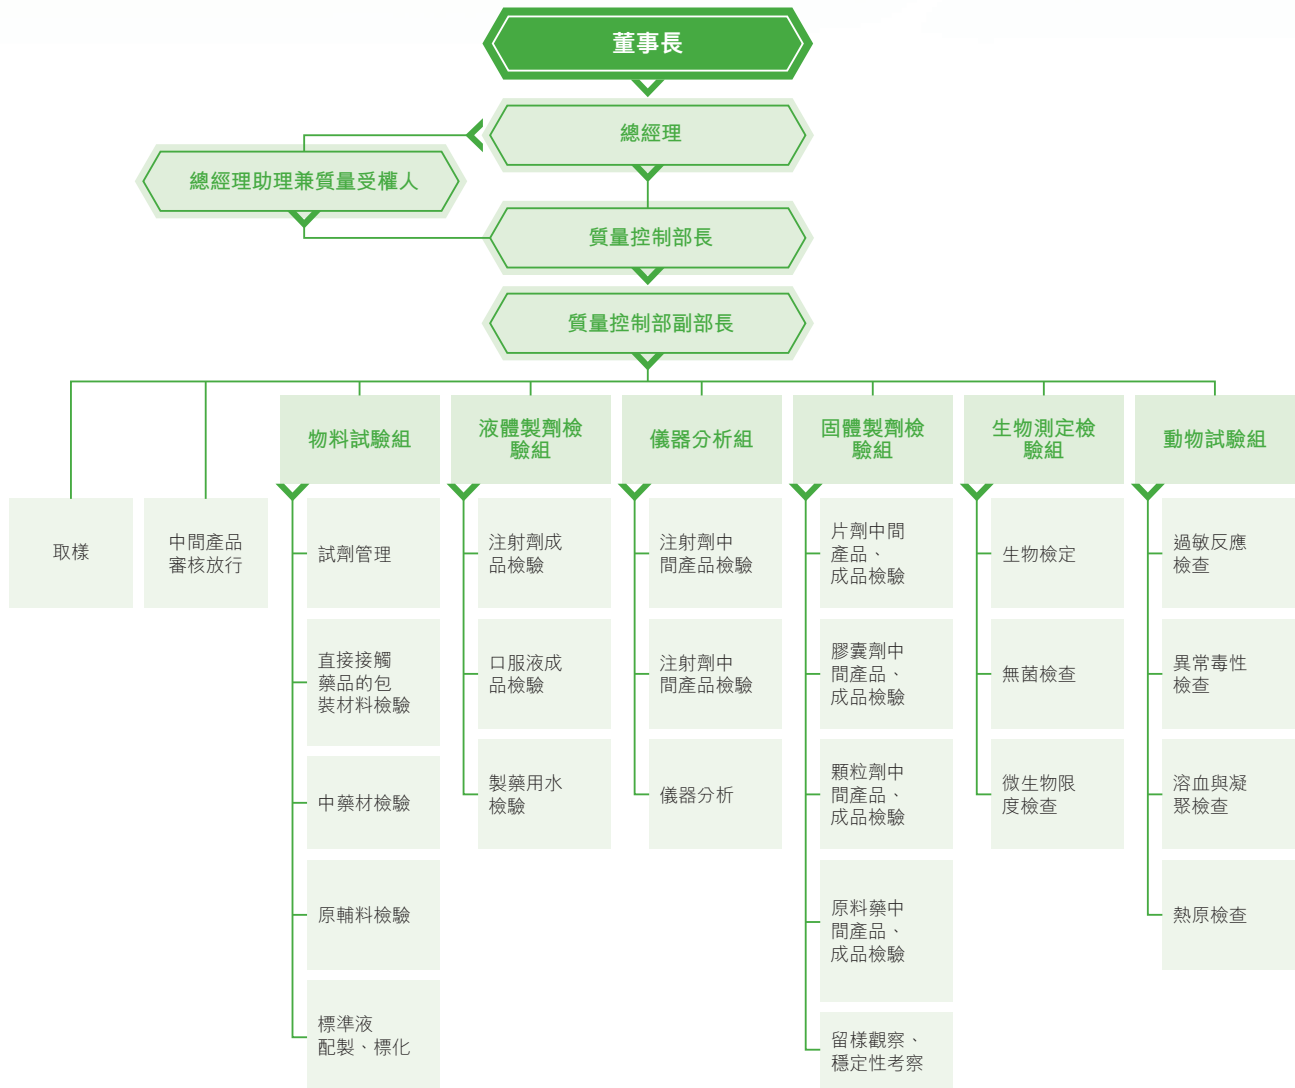 董事長
總經理
總經理助理兼質量受權人
質量控制部長
質量控制部副部長
取樣
中間產品
審核放行
物料試驗組
試劑管理
直接接觸
藥品的包
裝材料檢驗
中藥材檢驗
原輔料檢驗
標準液
配製、標化
液體製劑檢
驗組
注射劑成
品檢驗
口服液成
品檢驗
製藥用水
檢驗
儀器分析組
注射劑中
間產品檢驗
注射劑中
間產品檢驗
儀器分析
固體製劑檢
驗組
片劑中間
產品、
成品檢驗
膠囊劑中
間產品、
成品檢驗
顆粒劑中
間產品、
成品檢驗
原料藥中
間產品、
成品檢驗
留樣觀察、
穩定性考察
生物測定檢
驗組
生物檢定
無菌檢查
微生物限
度檢查
動物試驗組
過敏反應
檢查
異常毒性
檢查
溶血與凝
聚檢查
熱原檢查